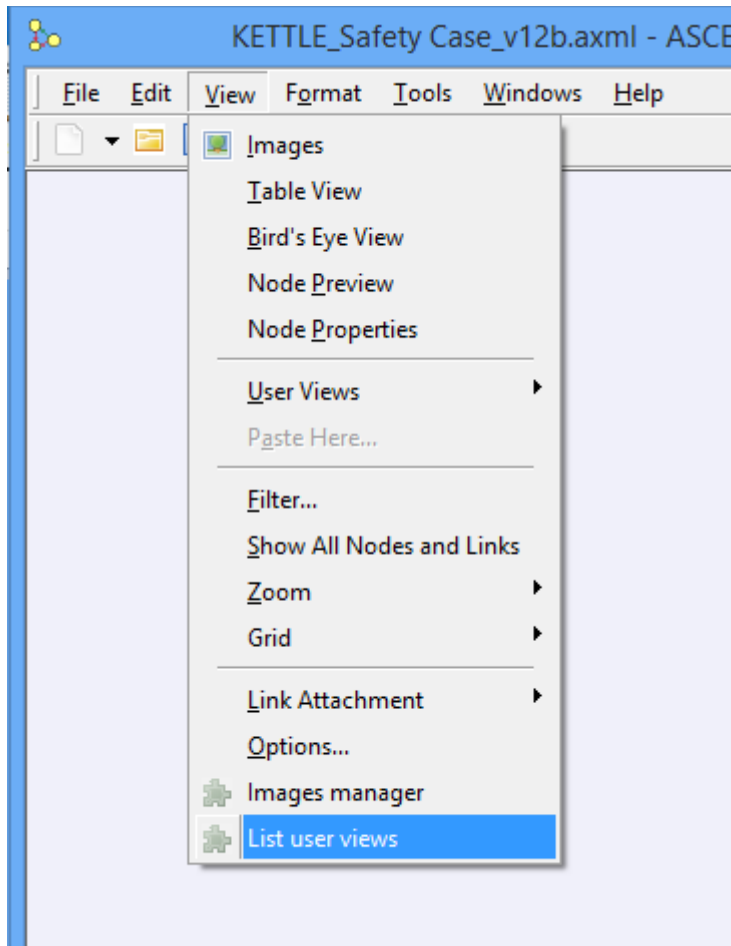 KETTLE_Safety Case_v12b.axml - ASCE
File Edit View Format Tools Windows Help
Images
Table View
Bird's Eye View
Node Preview
Node Properties
User Views
Paste Here...
Filter...
Show All Nodes and Links
Zoom
Grid
Link Attachment
Options...
Images manager
List user views